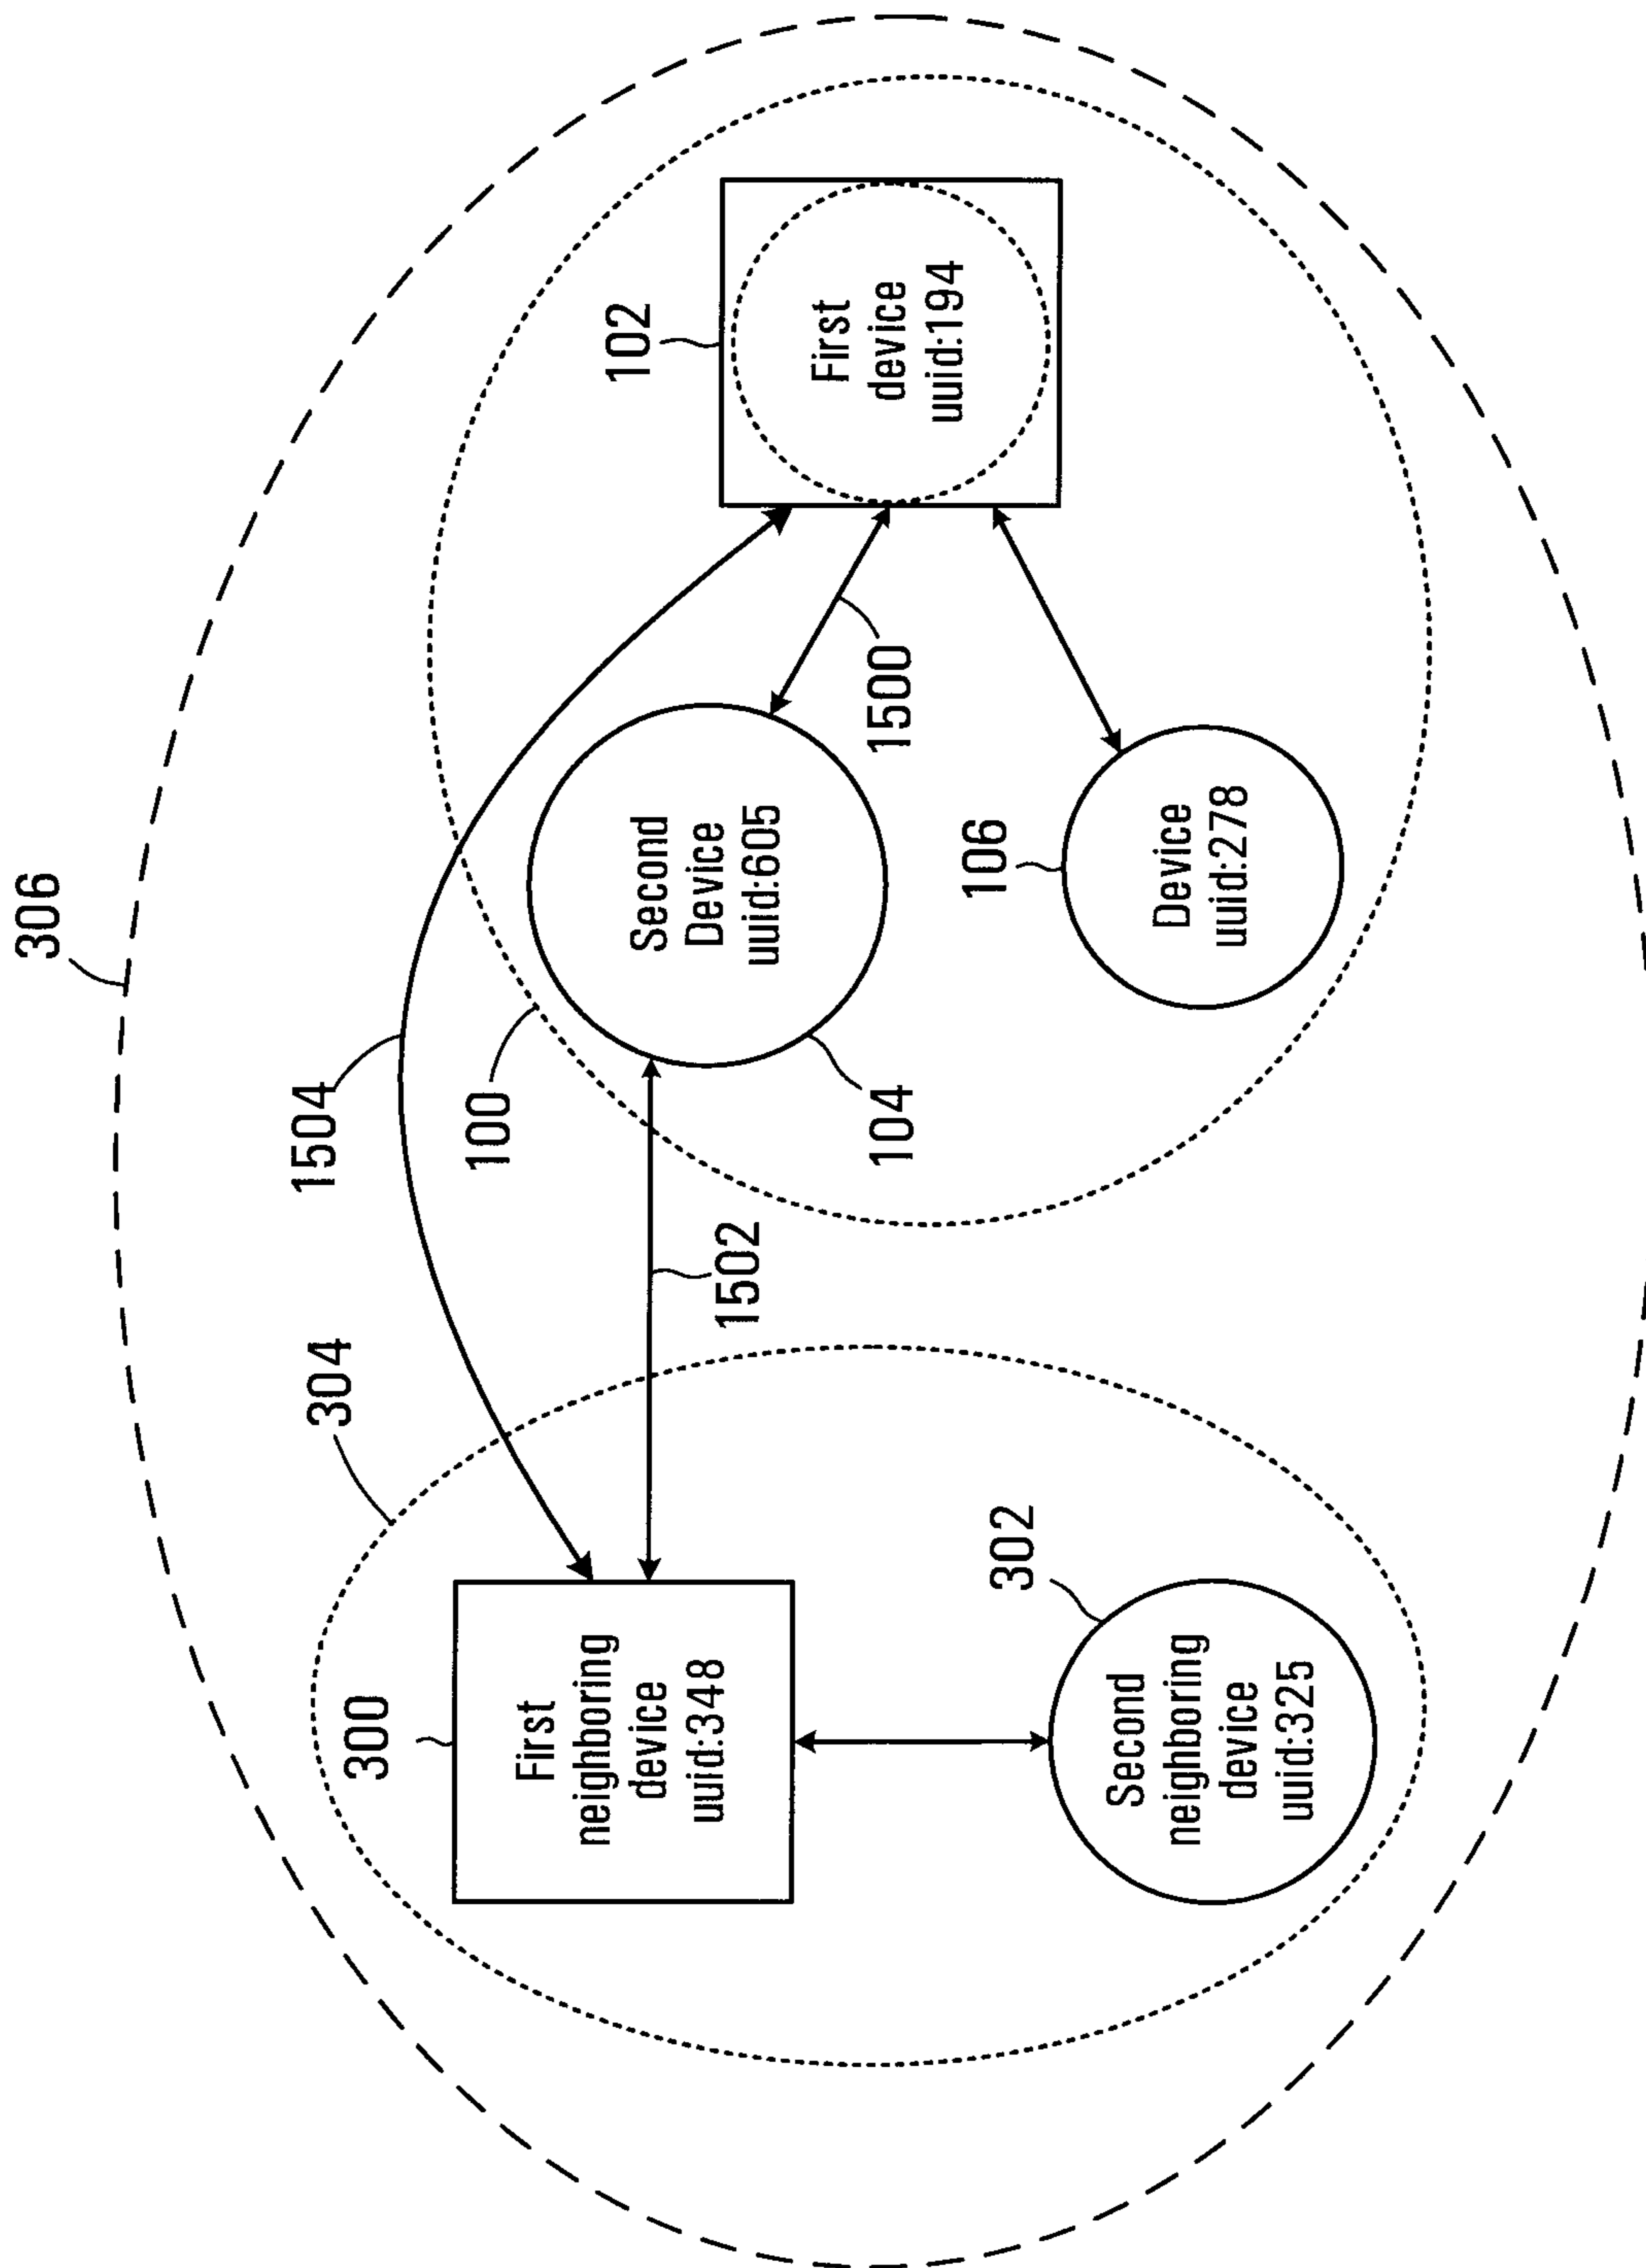 306
1504
304
100
102
First
device
uuid:194
1500
Second
Device
uuid:605
104
1502
106
Device
uuid:278
300
First
neighboring
device
uuid:348
302
Second
neighboring
device
uuid:325